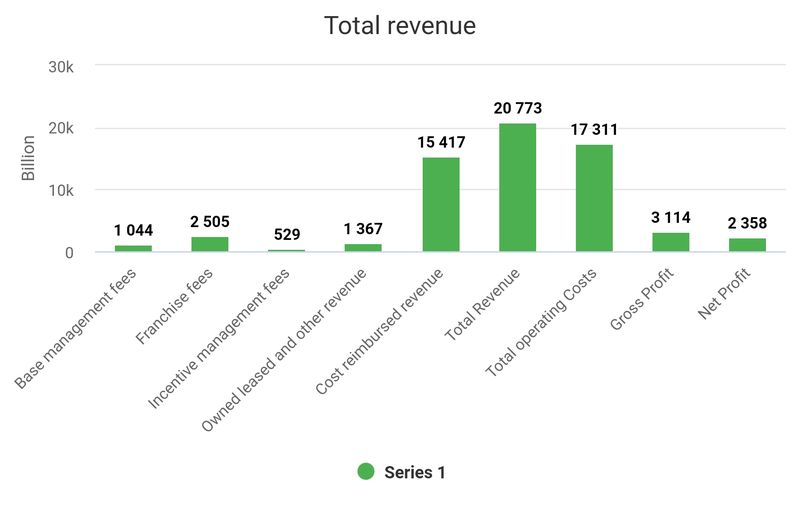 Total revenue
30k
20k
10k
0
Billion
1 044
2 505
529
1 367
15 417
20 773
17 311
3 114
2 358
Base management fees
Franchise fees
Incentive management fees
Owned leased and other revenue
Cost reimbursed revenue
Total Revenue
Total operating Costs
Gross Profit
Net Profit
Series 1